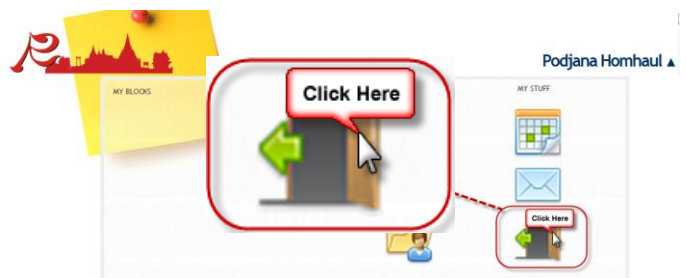 Podjana Homhaul ▲
MY BLOCKS
MY STUFF
Click Here
Click Here